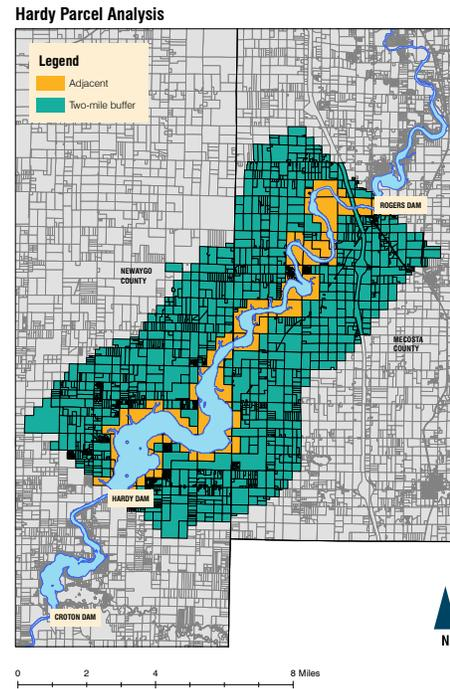 Hardy Parcel Analysis
Legend
Adjacent
Two-mile buffer
ROGERS DAM
NEWAYGO
COUNTY
MECOSTA
COUNTY
HARDY DAM
CROTON DAM
N
0 2 4 8 Miles